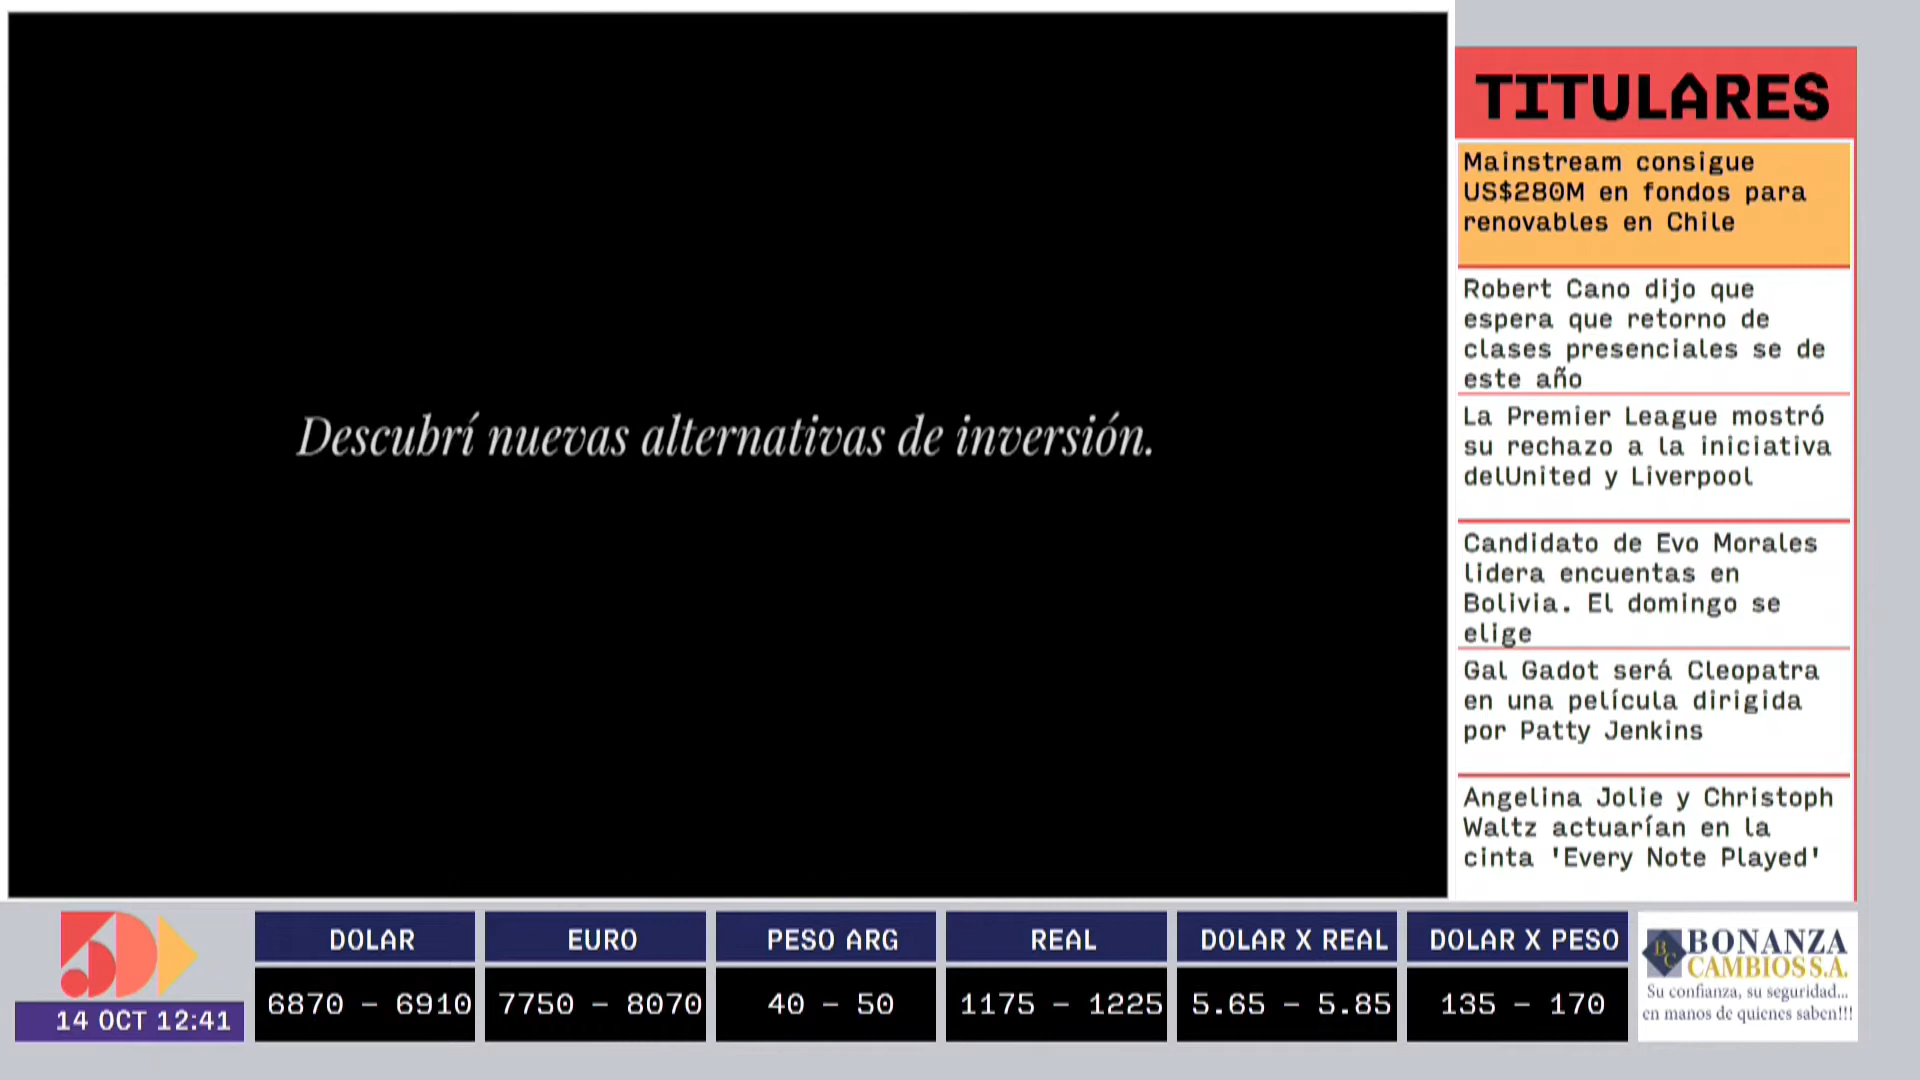 Descubrí nuevas alternativas de inversión.
TITULARES
Mainstream consigue
US$280M en fondos para
renovables en Chile
Robert Cano dijo que
espera que retorno de
clases presenciales se de
este año
La Premier League mostró
su rechazo a la iniciativa
delUnited y Liverpool
Candidato de Evo Morales
lidera encuentas en
Bolivia. El domingo se
elige
Gal Gadot será Cleopatra
en una película dirigida
por Patty Jenkins
Angelina Jolie y Christoph
Waltz actuarían en la
cinta 'Every Note Played'
5D
14 OCT 12:41
DOLAR
6870 - 6910
EURO
7750 - 8070
PESO ARG
40 - 50
REAL
1175 - 1225
DOLAR X REAL
5.65 - 5.85
DOLAR X PESO
135 - 170
BC
BONANZA
CAMBIOS S.A.
Su confianza, su seguridad...
en manos de quienes saben!!!